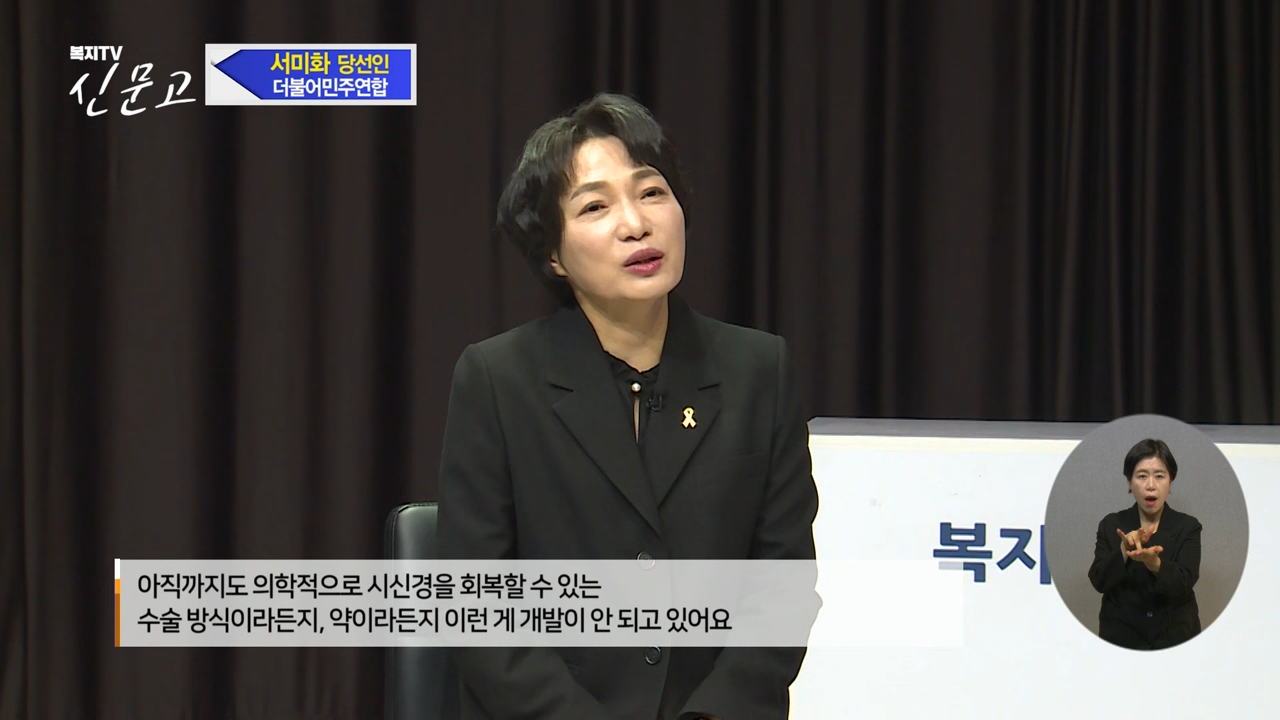 복지TV
신문고
서미화 당선인
더불어민주연합
복지
아직까지도 의학적으로 시신경을 회복할 수 있는
수술 방식이라든지, 약이라든지 이런 게 개발이 안 되고 있어요